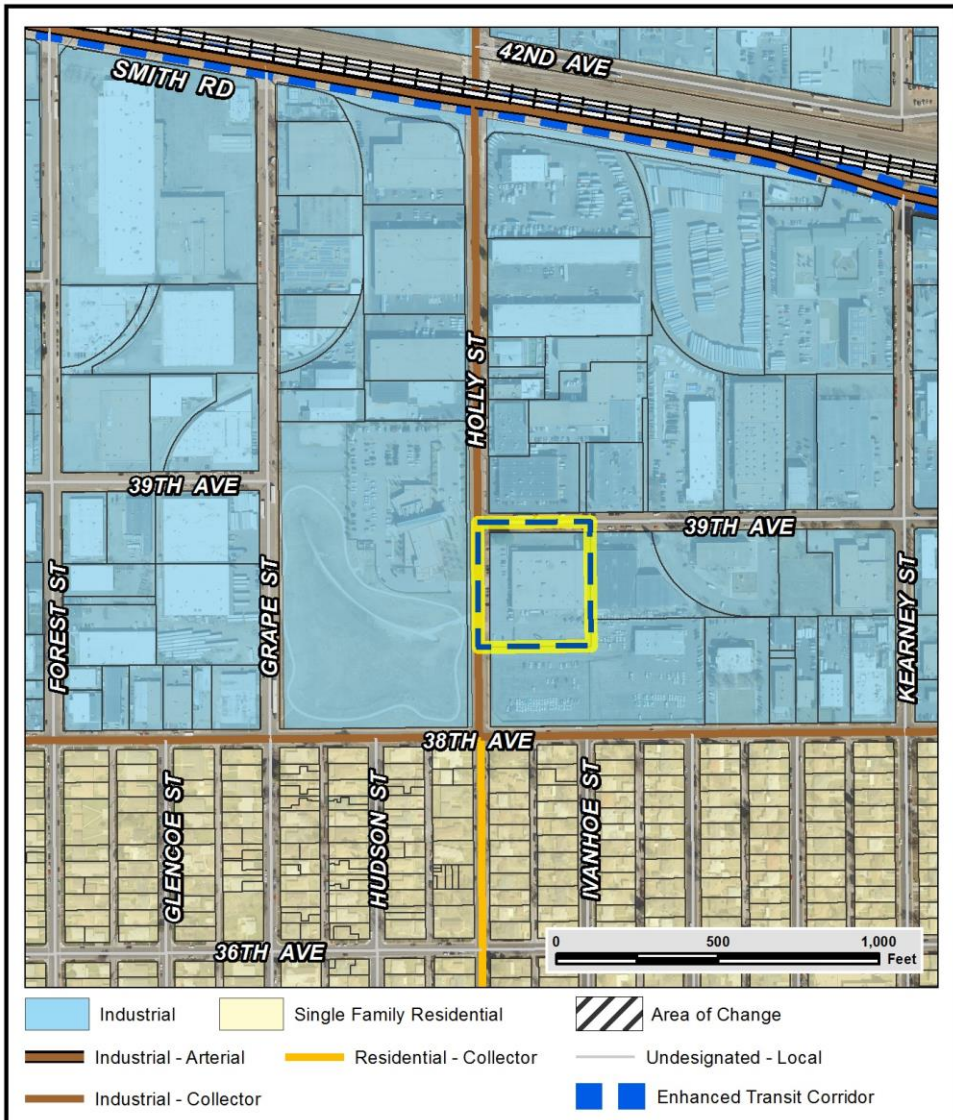 42ND AVE
SMITH RD
HOLLY ST
39TH AVE
39TH AVE
FOREST ST
GRAPE ST
KEARNEY ST
38TH AVE
GLENCOE ST
HUDSON ST
IVANHOE ST
36TH AVE
0 500 1,000
Feet
Industrial
Single Family Residential
Area of Change
Industrial - Arterial
Residential - Collector
Undesignated - Local
Industrial - Collector
Enhanced Transit Corridor